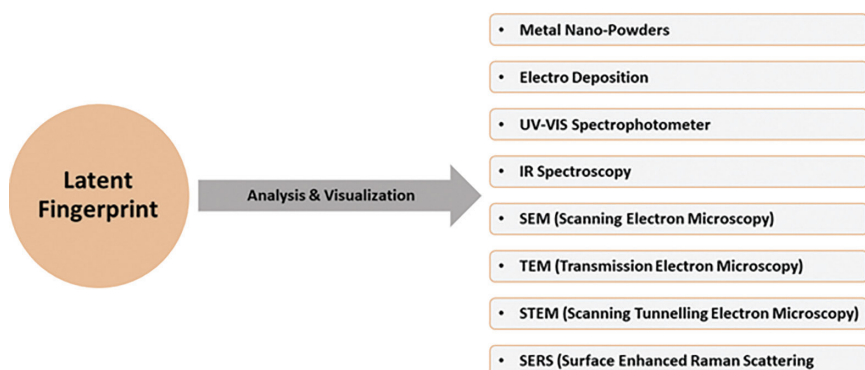 Latent
Fingerprint
Analysis & Visualization
• Metal Nano-Powders
• Electro Deposition
• UV-VIS Spectrophotometer
• IR Spectroscopy
• SEM (Scanning Electron Microscopy)
• TEM (Transmission Electron Microscopy)
• STEM (Scanning Tunnelling Electron Microscopy)
• SERS (Surface Enhanced Raman Scattering